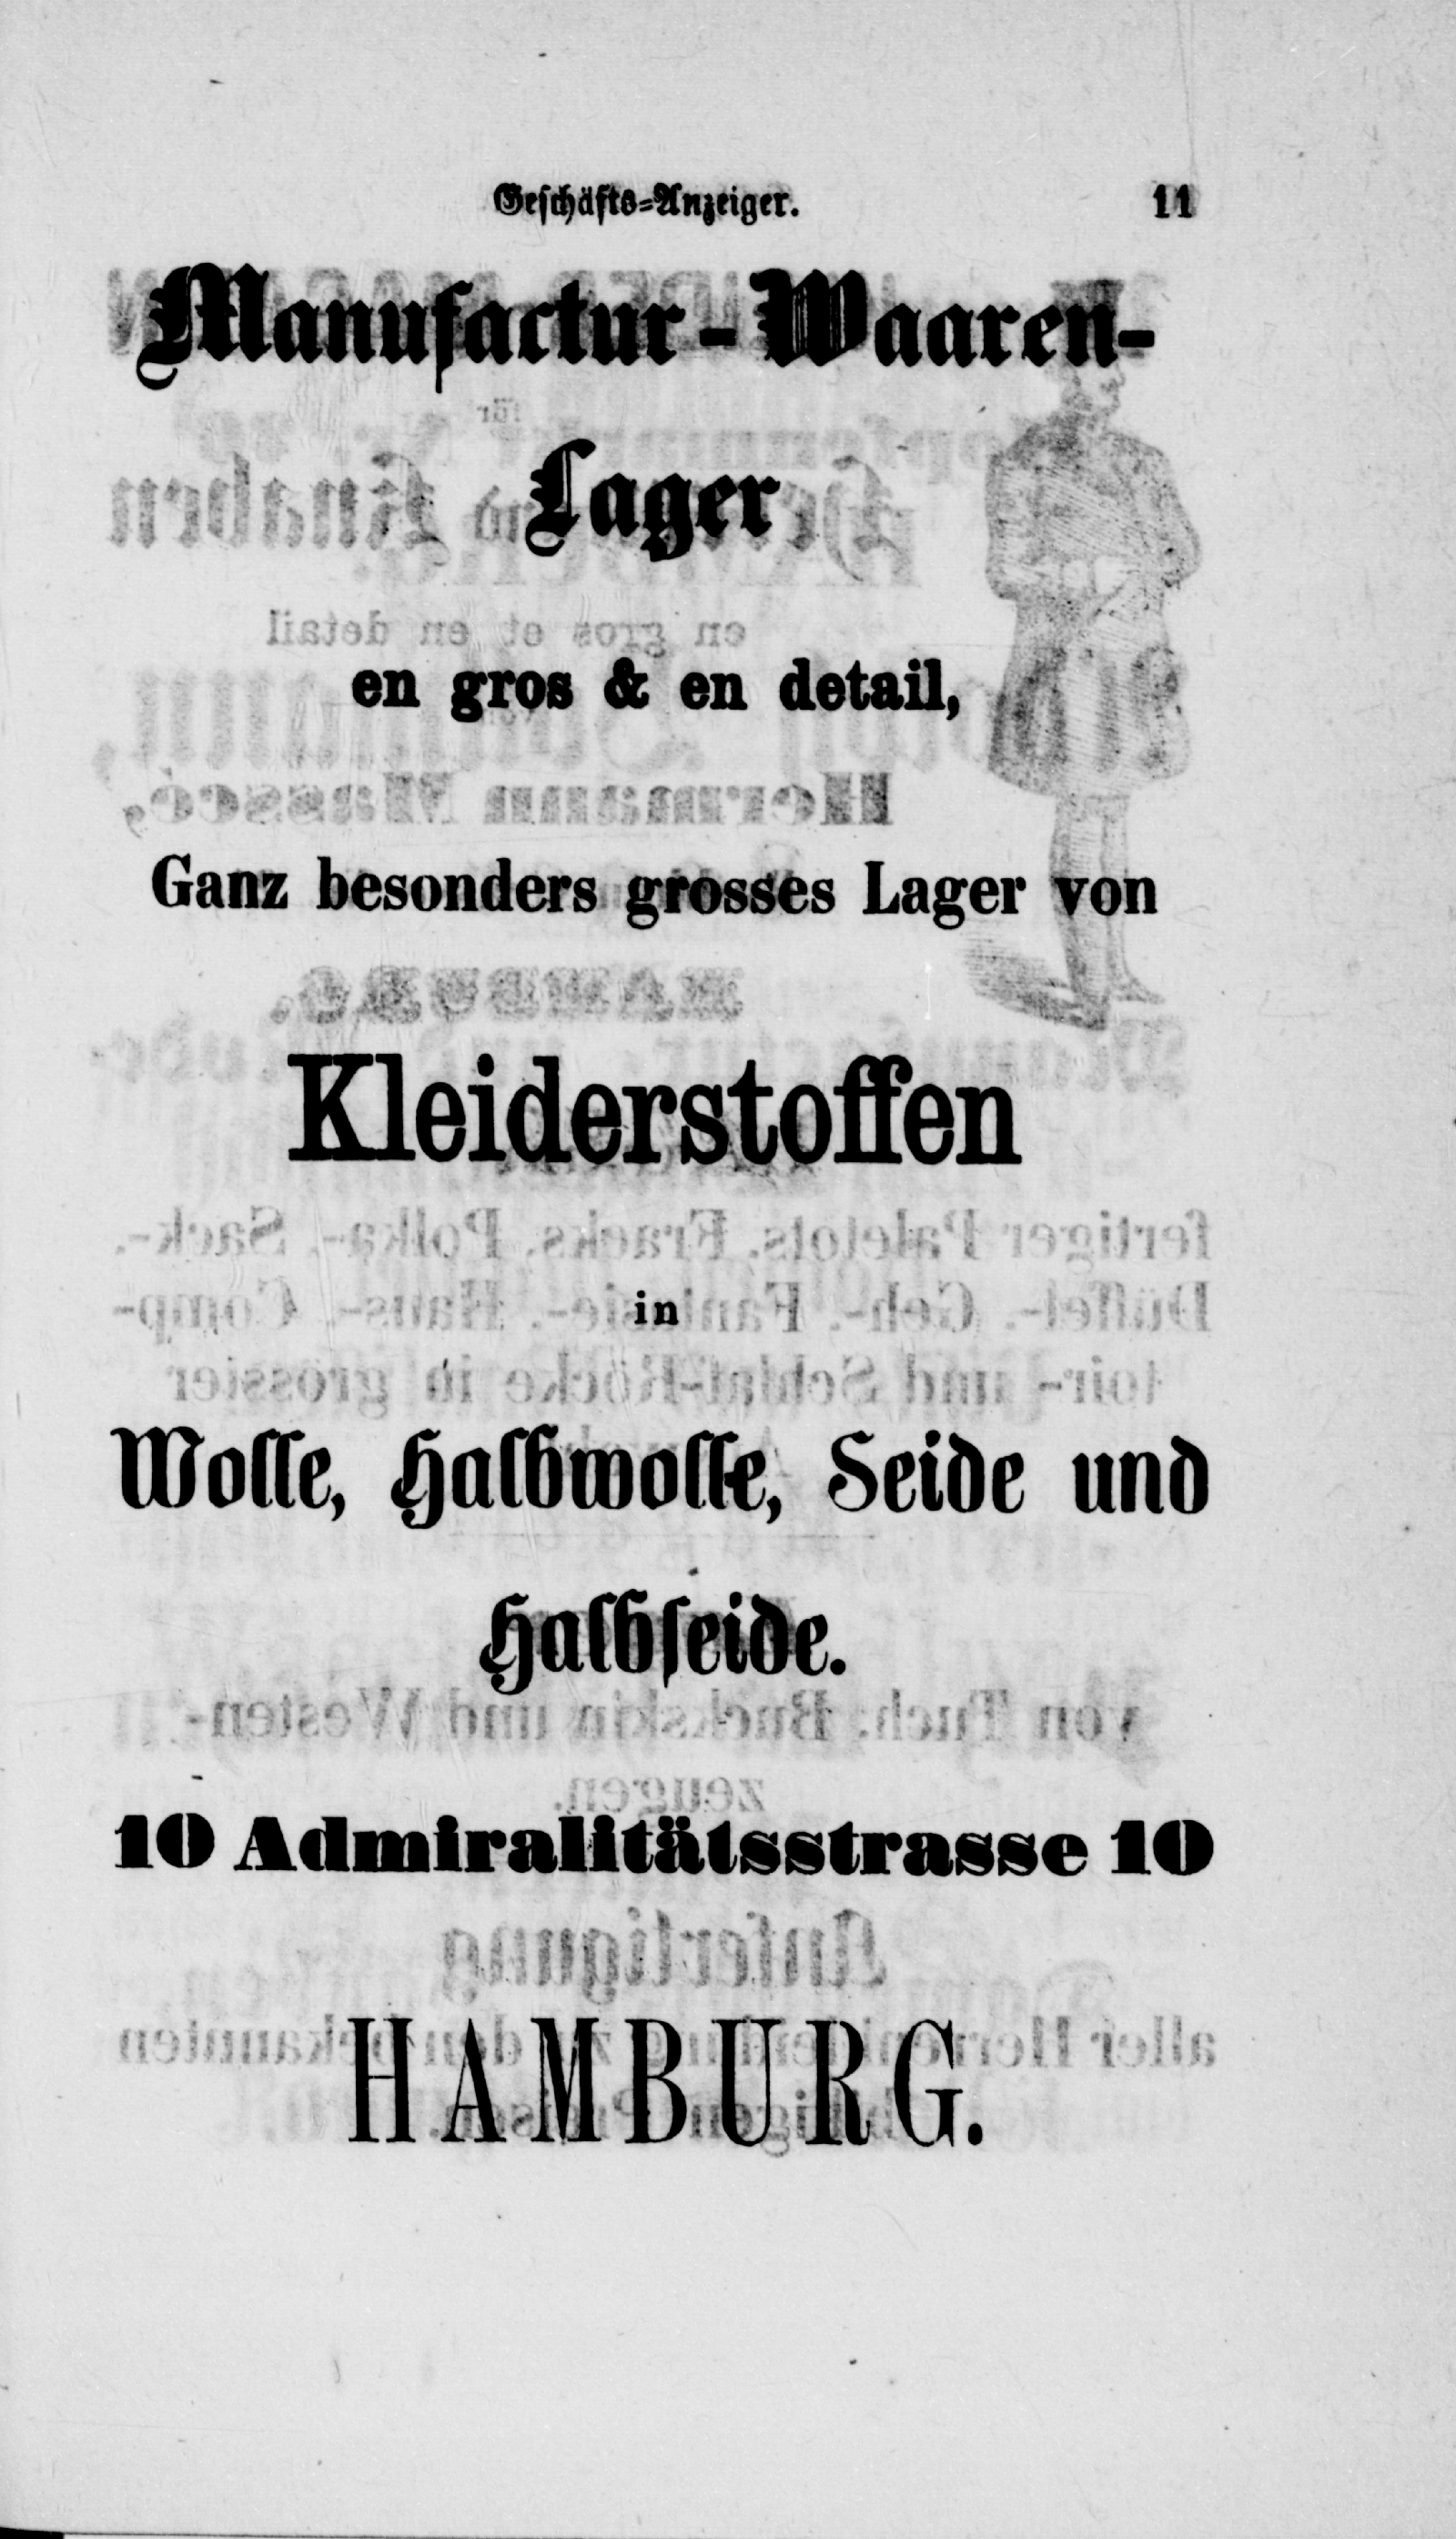 Geschäfts-Anzeiger. 11
Manufactur-Waaren-
Lager
en gros & en detail,
Ganz besonders grosses Lager von
Kleiderstoffen
in
Wolle, Halbwolle, Seide und
Halbseide.
10 Admiralitätsstrasse 10
HAMBURG.